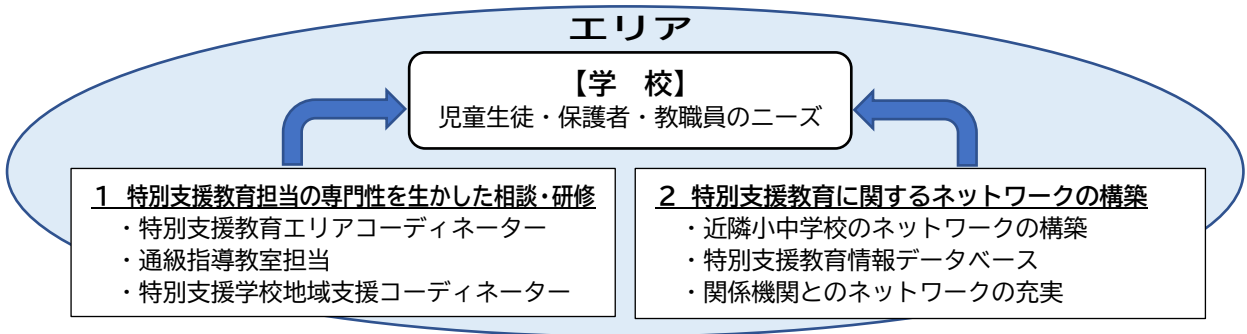 エリア
【学　校】
児童生徒・保護者・教職員のニーズ
１ 特別支援教育担当の専門性を生かした相談・研修
・特別支援教育エリアコーディネーター
・通級指導教室担当
・特別支援学校地域支援コーディネーター
２ 特別支援教育に関するネットワークの構築
・近隣小中学校のネットワークの構築
・特別支援教育情報データベース
・関係機関とのネットワークの充実